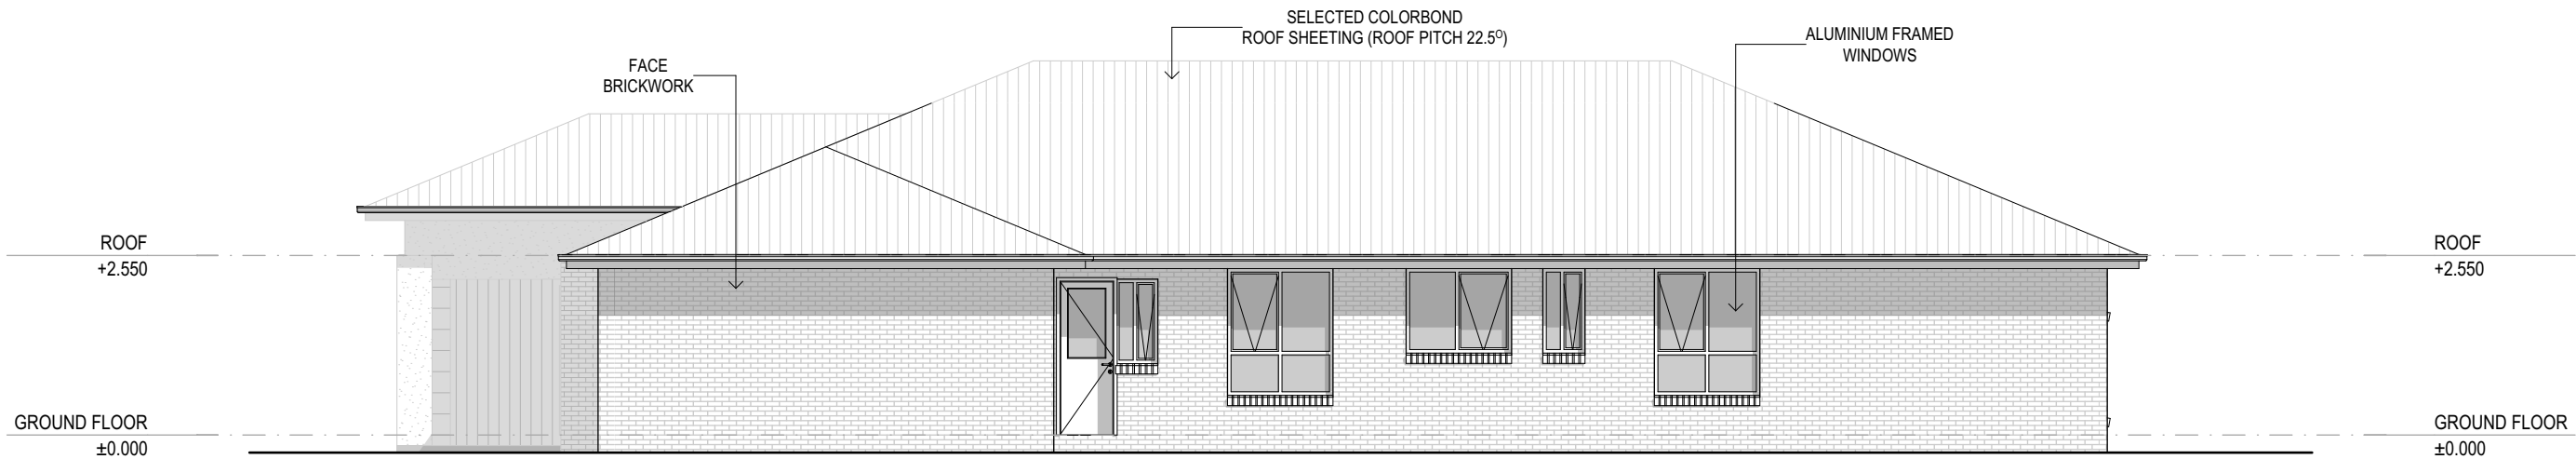 SELECTED COLORBOND
ROOF SHEETING (ROOF PITCH 22.5º)
ALUMINIUM FRAMED
WINDOWS
FACE
BRICKWORK
ROOF
+2.550
ROOF
+2.550
GROUND FLOOR
±0.000
GROUND FLOOR
±0.000